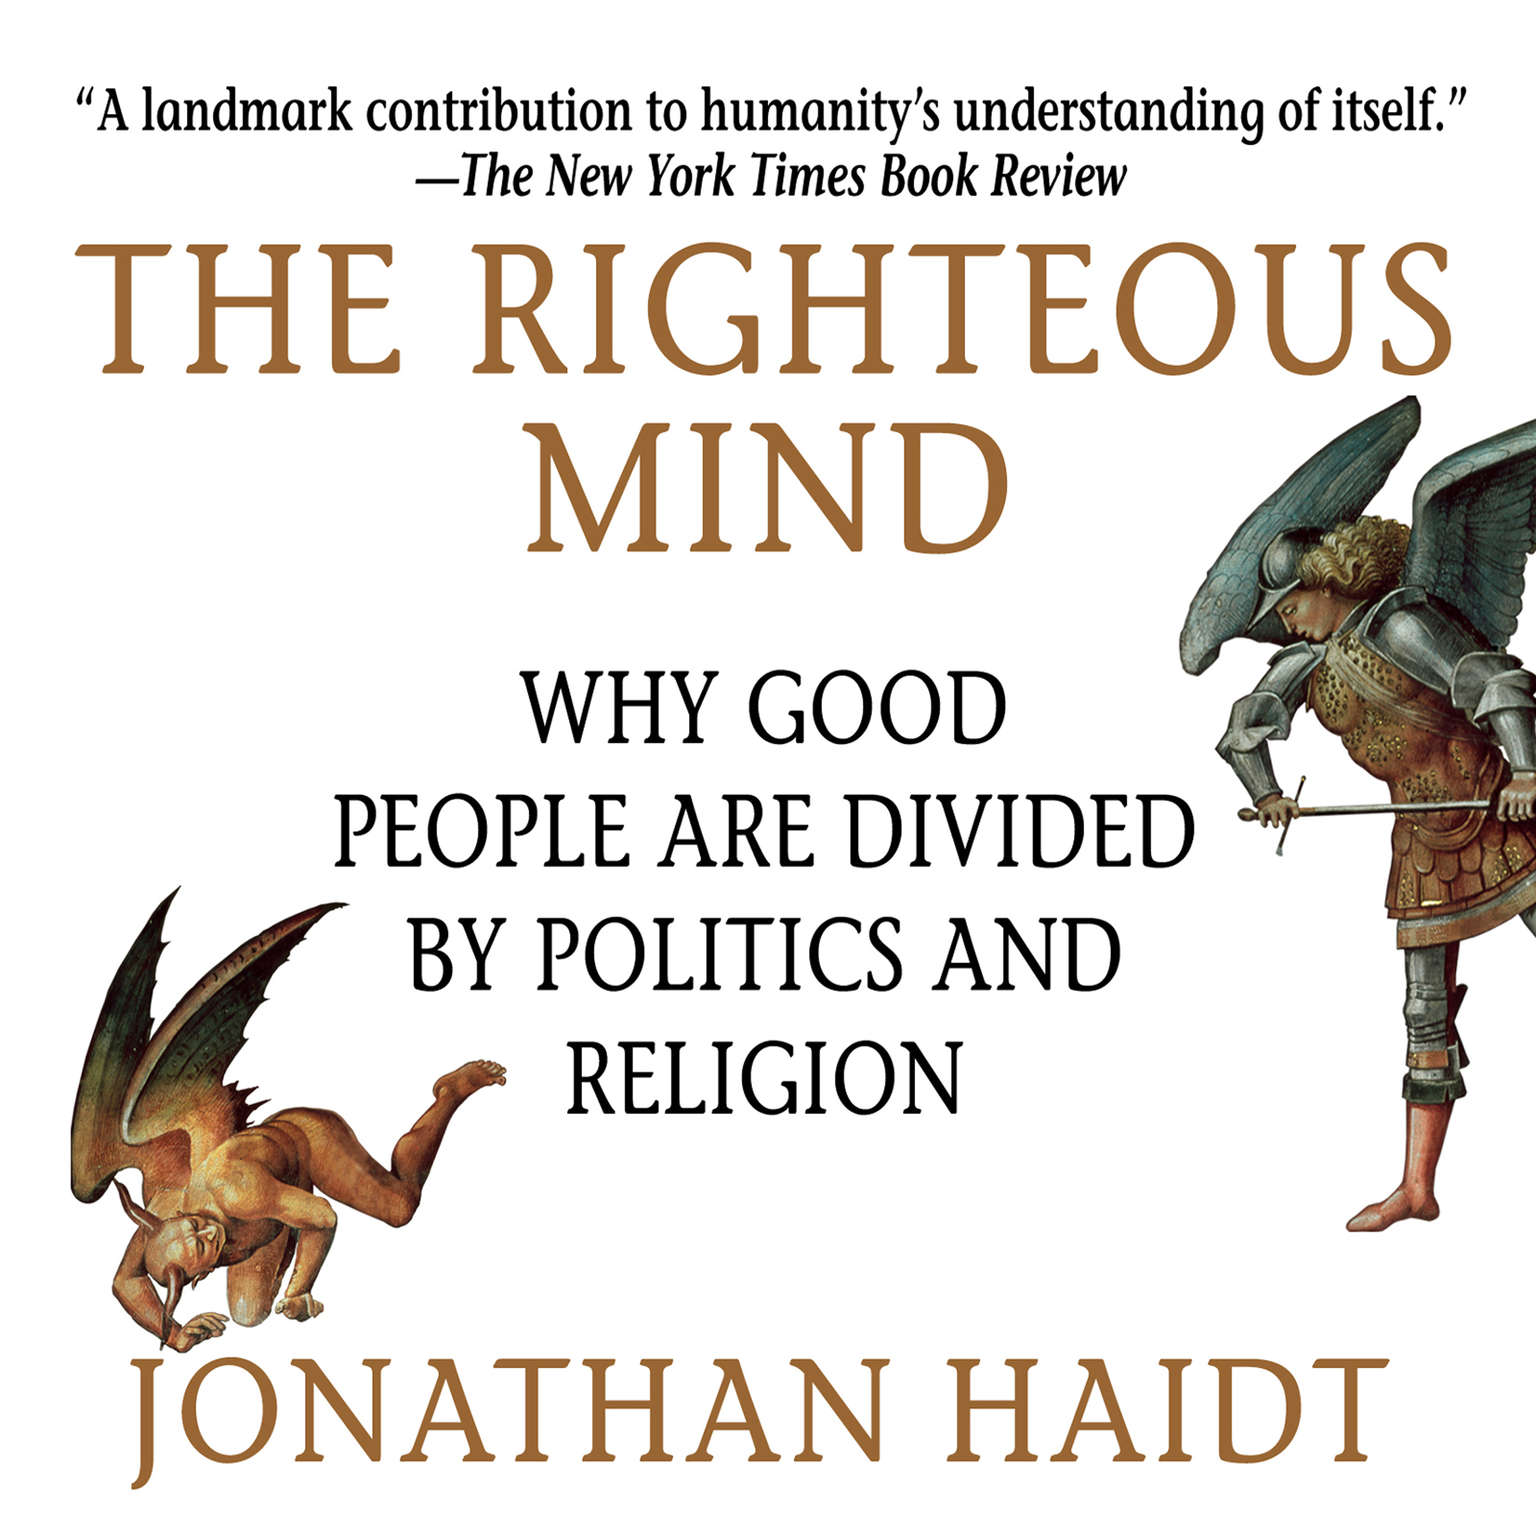 “A landmark contribution to humanity’s understanding of itself.”
—The New York Times Book Review
THE RIGHTEOUS
MIND
WHY GOOD
PEOPLE ARE DIVIDED
BY POLITICS AND
RELIGION
JONATHAN HAIDT